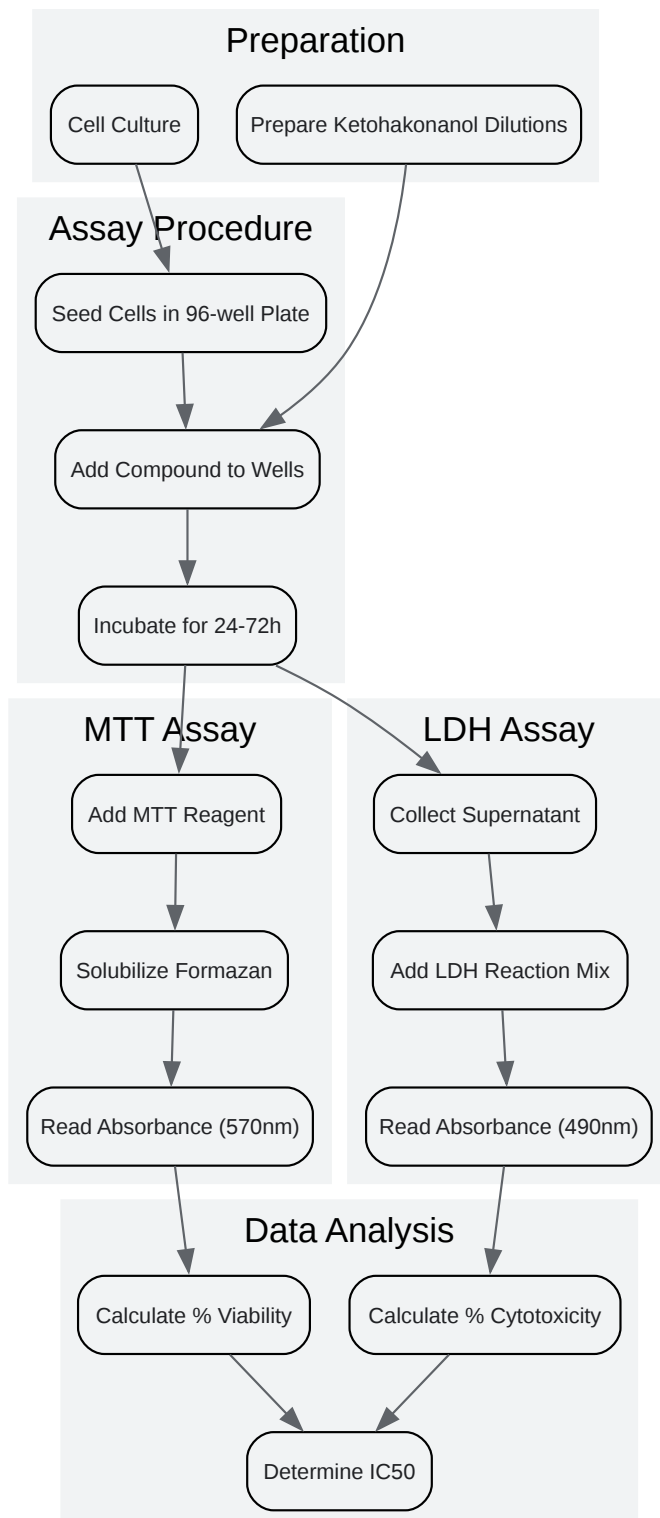 Preparation
Cell Culture
Prepare Ketohakonanol Dilutions
Assay Procedure
Seed Cells in 96-well Plate
Add Compound to Wells
Incubate for 24-72h
MTT Assay
LDH Assay
Add MTT Reagent
Collect Supernatant
Solubilize Formazan
Add LDH Reaction Mix
Read Absorbance (570nm)
Read Absorbance (490nm)
Data Analysis
Calculate % Viability
Calculate % Cytotoxicity
Determine IC50